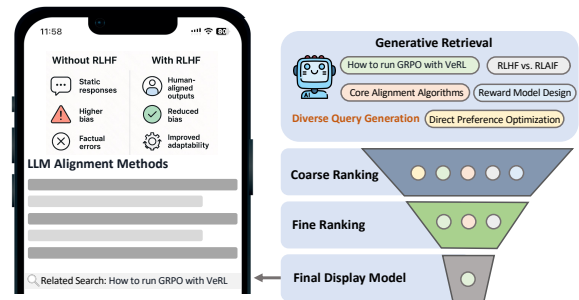 11:58
80
Without RLHF
With RLHF
Static
responses
Human-
aligned
outputs
Higher
bias
Reduced
bias
Factual
errors
Improved
adaptability
LLM Alignment Methods
Related Search: How to run GRPO with VeRL
Generative Retrieval
AI
How to run GRPO with VeRL
RLHF vs. RLAIF
Core Alignment Algorithms
Reward Model Design
Diverse Query Generation
Direct Preference Optimization
Coarse Ranking
Fine Ranking
Final Display Model